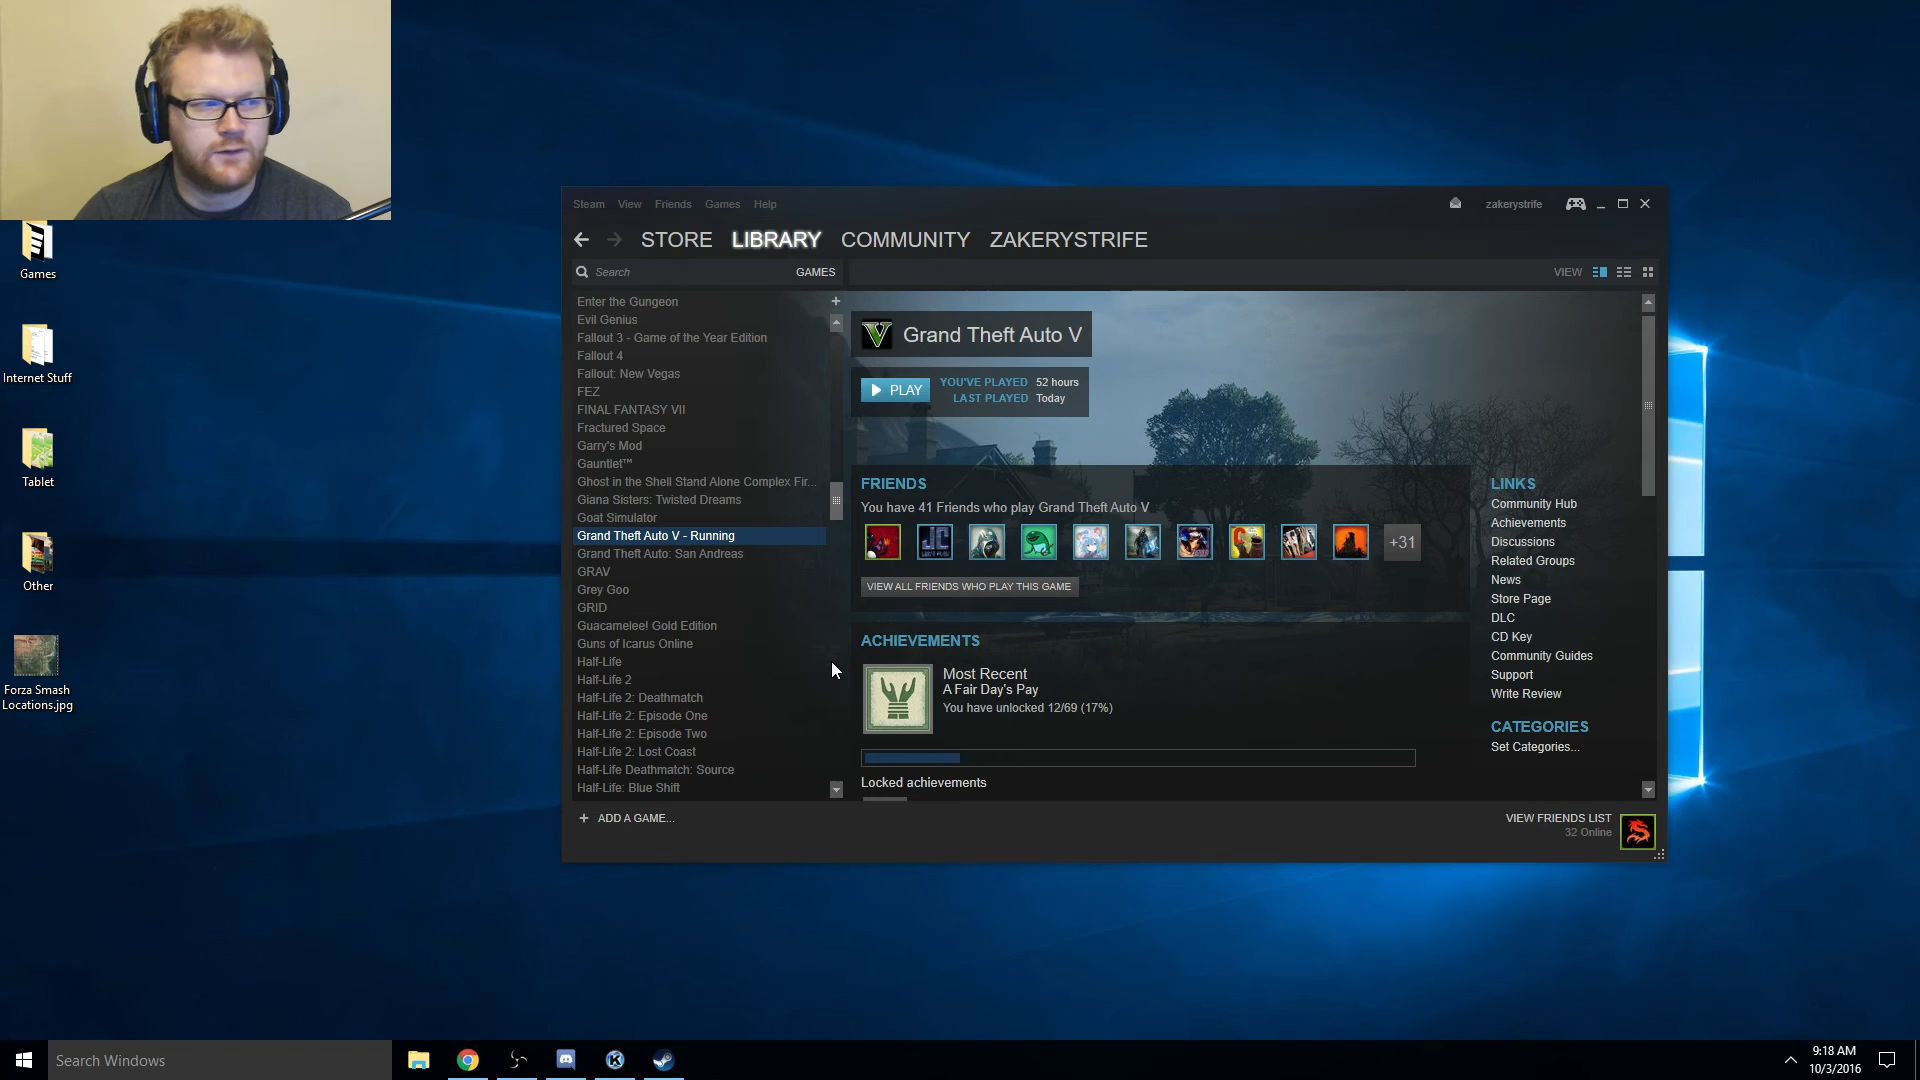 Games
Internet Stuff
Tablet
Other
Forza Smash
Locations.jpg
Steam View Friends Games Help
zakerystrife
STORE LIBRARY COMMUNITY ZAKERYSTRIFE
Search GAMES
VIEW
Enter the Gungeon
Evil Genius
Fallout 3 - Game of the Year Edition
Fallout 4
Fallout: New Vegas
FEZ
FINAL FANTASY VII
Fractured Space
Garry's Mod
Gauntlet™
Ghost in the Shell Stand Alone Complex Fir...
Giana Sisters: Twisted Dreams
Goat Simulator
Grand Theft Auto V - Running
Grand Theft Auto: San Andreas
GRAV
Grey Goo
GRID
Guacamelee! Gold Edition
Guns of Icarus Online
Half-Life
Half-Life 2
Half-Life 2: Deathmatch
Half-Life 2: Episode One
Half-Life 2: Episode Two
Half-Life 2: Lost Coast
Half-Life Deathmatch: Source
Half-Life: Blue Shift
+ ADD A GAME...
Grand Theft Auto V
PLAY
YOU'VE PLAYED 52 hours
LAST PLAYED Today
FRIENDS
You have 41 Friends who play Grand Theft Auto V
JC
+31
VIEW ALL FRIENDS WHO PLAY THIS GAME
ACHIEVEMENTS
Most Recent
A Fair Day's Pay
You have unlocked 12/69 (17%)
Locked achievements
LINKS
Community Hub
Achievements
Discussions
Related Groups
News
Store Page
DLC
CD Key
Community Guides
Support
Write Review
CATEGORIES
Set Categories...
VIEW FRIENDS LIST
32 Online
Search Windows
9:18 AM
10/3/2016